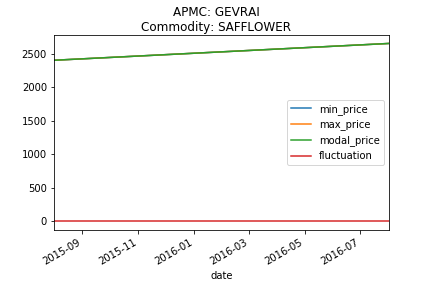 APMC: GEVRAI
Commodity: SAFFLOWER
2500
2000
1500
1000
500
0
min_price
max_price
modal_price
fluctuation
2015-09
2015-11
2016-01
2016-03
2016-05
2016-07
date